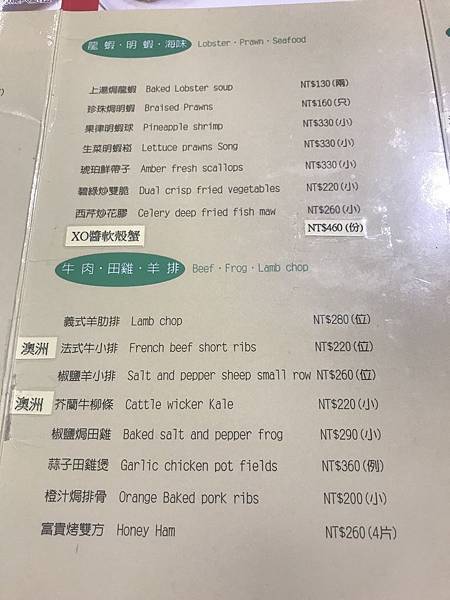 龍蝦·明蝦·海味 Lobster·Prawn·Seafood
上湯焗龍蝦 Baked Lobster soup NT$130(兩)
珍珠焗明蝦 Braised Prawns NT$160(只)
果律明蝦球 Pineapple shrimp NT$330(小)
生菜明蝦崧 Lettuce prawns Song NT$330(小)
琥珀鮮帶子 Amber fresh scallops NT$330(小)
碧綠炒雙脆 Dual crisp fried vegetables NT$220(小)
西芹炒花膠 Celery deep fried fish maw NT$260(小)
XO醬軟殼蟹 NT$460(份)
牛肉·田雞·羊排 Beef·Frog·Lamb chop
義式羊肋排 Lamb chop NT$280(位)
澳洲 法式牛小排 French beef short ribs NT$220(位)
椒鹽羊小排 Salt and pepper sheep small row NT$260(位)
澳洲 芥蘭牛柳條 Cattle wicker Kale NT$220(小)
椒鹽焗田雞 Baked salt and pepper frog NT$290(小)
蒜子田雞煲 Garlic chicken pot fields NT$360(例)
橙汁焗排骨 Orange Baked pork ribs NT$200(小)
富貴烤雙方 Honey Ham NT$260(4片)